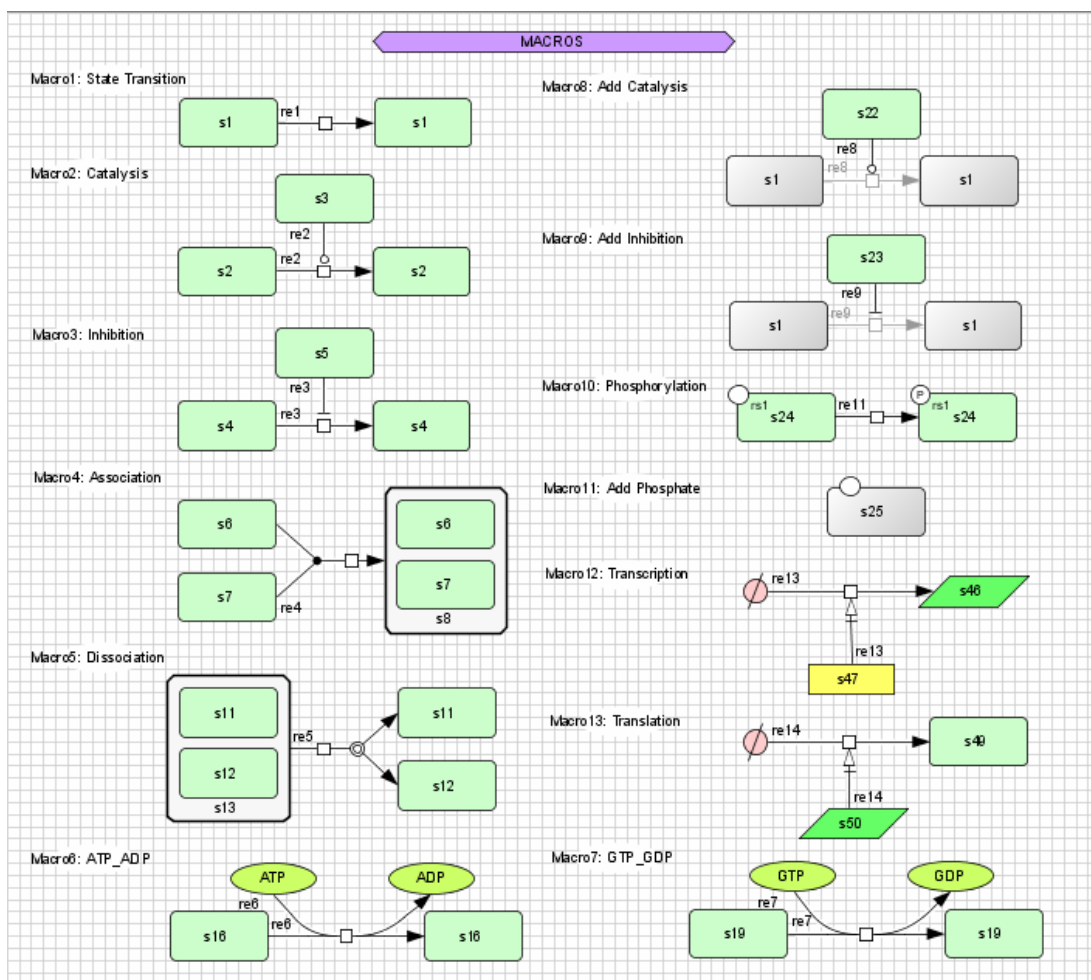 MACROS
Macro1: State Transition
s1
re1
s1
Macro2: Catalysis
s3
re2
s2
re2
s2
Macro3: Inhibition
s5
re3
s4
re3
s4
Macro4: Association
s6
s7
re4
s6
s7
s8
Macro5: Dissociation
s11
s12
s13
re5
s11
s12
Macro6: ATP_ADP
ATP
ADP
re6
s16
re6
s16
Macro8: Add Catalysis
s22
re8
s1
re8
s1
Macro9: Add Inhibition
s23
re9
s1
re9
s1
Macro10: Phosphorylation
rs1
s24
re11
P
rs1
s24
Macro11: Add Phosphate
s25
Macro12: Transcription
re13
s46
re13
s47
Macro13: Translation
re14
s49
re14
s50
Macro7: GTP_GDP
GTP
GDP
re7
s19
re7
s19